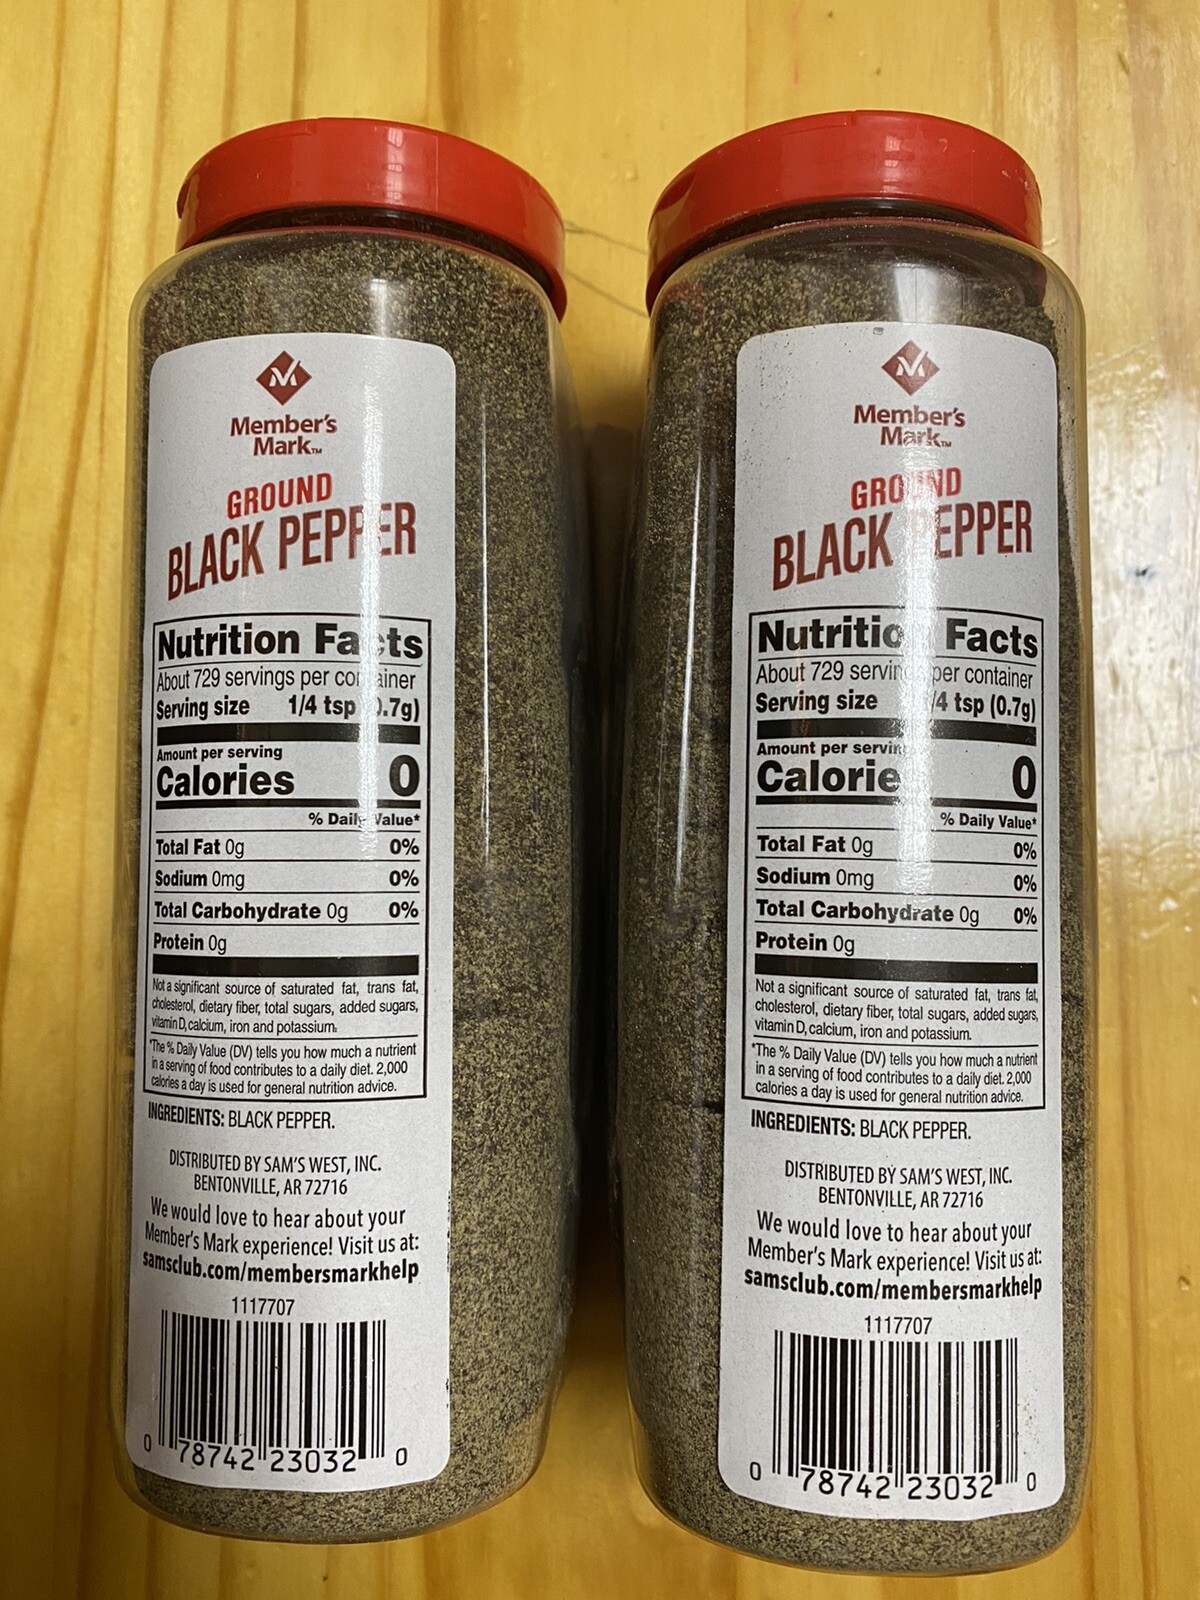 Member's
Mark™
GROUND
BLACK PEPPER
Nutrition Facts
About 729 servings per container
Serving size 1/4 tsp (0.7g)
Amount per serving
Calories 0
% Daily Value*
Total Fat 0g 0%
Sodium 0mg 0%
Total Carbohydrate 0g 0%
Protein 0g
Not a significant source of saturated fat, trans fat,
cholesterol, dietary fiber, total sugars, added sugars,
vitamin D, calcium, iron and potassium.
*The % Daily Value (DV) tells you how much a nutrient
in a serving of food contributes to a daily diet. 2,000
calories a day is used for general nutrition advice.
INGREDIENTS: BLACK PEPPER.
DISTRIBUTED BY SAM'S WEST, INC.
BENTONVILLE, AR 72716
We would love to hear about your
Member's Mark experience! Visit us at:
samsclub.com/membersmarkhelp
1117707
0 78742 23032 0
Member's
Mark™
GROUND
BLACK PEPPER
Nutrition Facts
About 729 servings per container
Serving size 1/4 tsp (0.7g)
Amount per serving
Calories 0
% Daily Value*
Total Fat 0g 0%
Sodium 0mg 0%
Total Carbohydrate 0g 0%
Protein 0g
Not a significant source of saturated fat, trans fat,
cholesterol, dietary fiber, total sugars, added sugars,
vitamin D, calcium, iron and potassium.
*The % Daily Value (DV) tells you how much a nutrient
in a serving of food contributes to a daily diet. 2,000
calories a day is used for general nutrition advice.
INGREDIENTS: BLACK PEPPER.
DISTRIBUTED BY SAM'S WEST, INC.
BENTONVILLE, AR 72716
We would love to hear about your
Member's Mark experience! Visit us at:
samsclub.com/membersmarkhelp
1117707
0 78742 23032 0